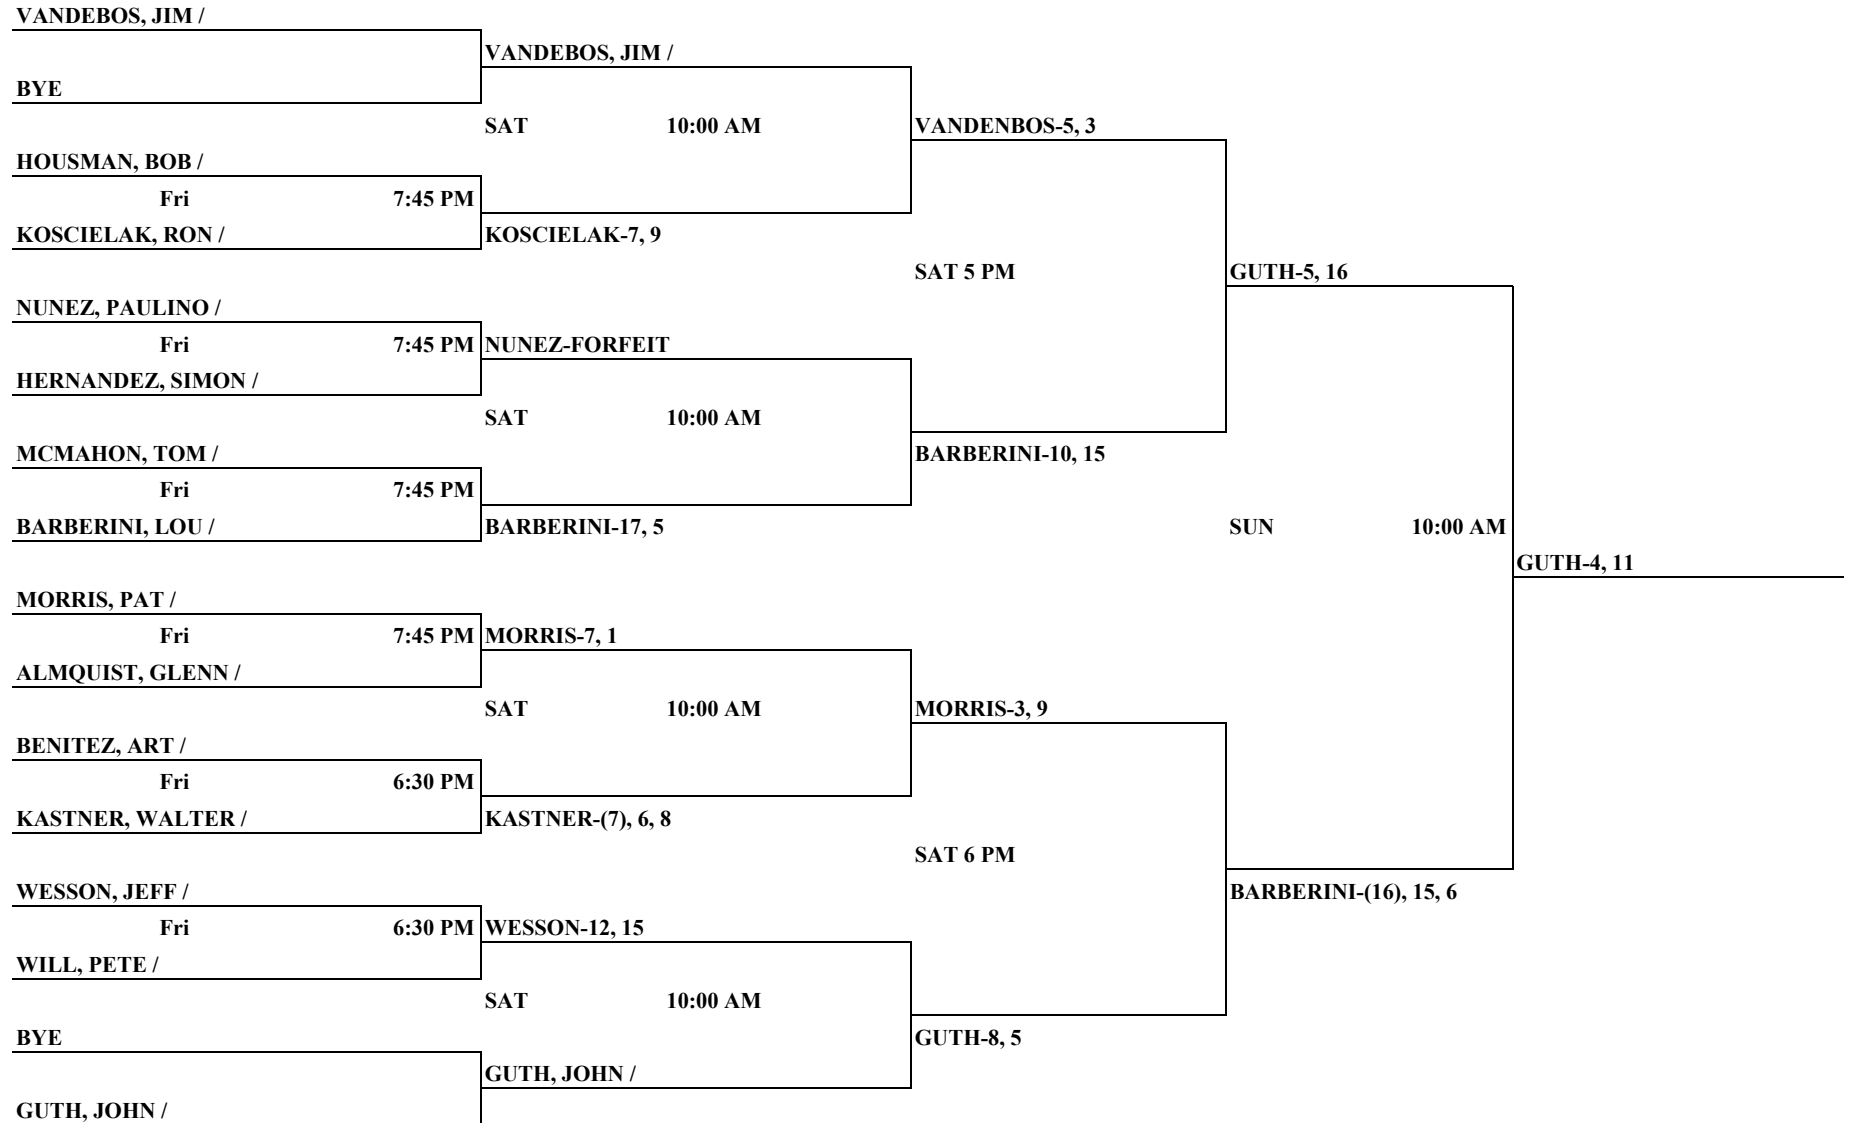 VANDEBOS, JIM /
VANDEBOS, JIM /
BYE
SAT 10:00 AM VANDENBOS-5, 3
HOUSMAN, BOB /
Fri 7:45 PM
KOSCIELAK, RON / KOSCIELAK-7, 9
SAT 5 PM GUTH-5, 16
NUNEZ, PAULINO /
Fri 7:45 PM NUNEZ-FORFEIT
HERNANDEZ, SIMON /
SAT 10:00 AM
MCMAHON, TOM / BARBERINI-10, 15
Fri 7:45 PM
BARBERINI, LOU / BARBERINI-17, 5 SUN 10:00 AM
GUTH-4, 11
MORRIS, PAT /
Fri 7:45 PM MORRIS-7, 1
ALMQUIST, GLENN /
SAT 10:00 AM MORRIS-3, 9
BENITEZ, ART /
Fri 6:30 PM
KASTNER, WALTER / KASTNER-(7), 6, 8
SAT 6 PM
WESSON, JEFF / BARBERINI-(16), 15, 6
Fri 6:30 PM WESSON-12, 15
WILL, PETE /
SAT 10:00 AM
BYE GUTH-8, 5
GUTH, JOHN /
GUTH, JOHN /